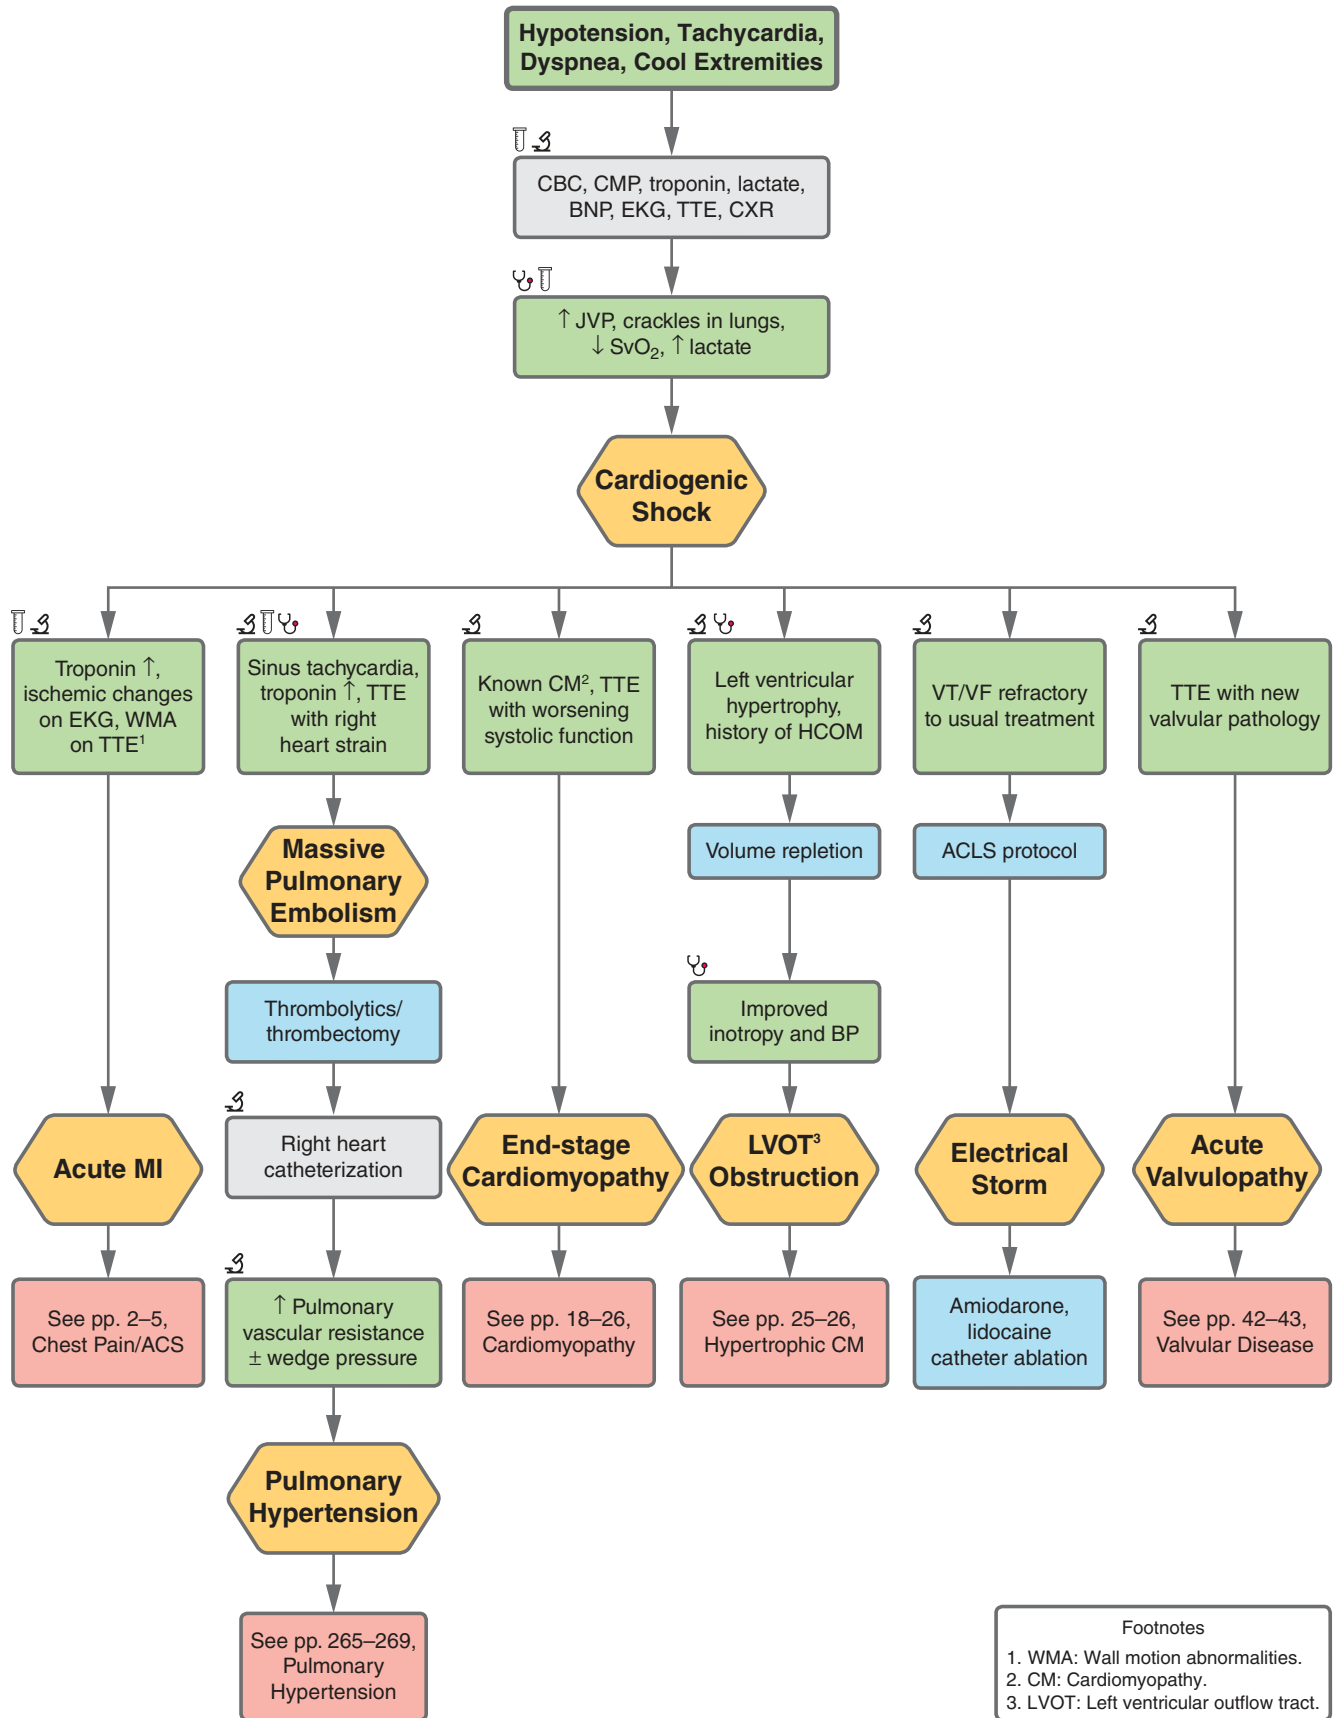 Hypotension, Tachycardia,
Dyspnea, Cool Extremities
CBC, CMP, troponin, lactate,
BNP, EKG, TTE, CXR
↑ JVP, crackles in lungs,
↓ SvO₂, ↑ lactate
Cardiogenic
Shock
Troponin ↑,
ischemic changes
on EKG, WMA
on TTE¹
Sinus tachycardia,
troponin ↑, TTE
with right
heart strain
Known CM², TTE
with worsening
systolic function
Left ventricular
hypertrophy,
history of HCOM
VT/VF refractory
to usual treatment
TTE with new
valvular pathology
Massive
Pulmonary
Embolism
Volume repletion
ACLS protocol
Thrombolytics/
thrombectomy
Improved
inotropy and BP
Acute MI
Right heart
catheterization
End-stage
Cardiomyopathy
LVOT³
Obstruction
Electrical
Storm
Acute
Valvulopathy
See pp. 2–5,
Chest Pain/ACS
↑ Pulmonary
vascular resistance
± wedge pressure
See pp. 18–26,
Cardiomyopathy
See pp. 25–26,
Hypertrophic CM
Amiodarone,
lidocaine
catheter ablation
See pp. 42–43,
Valvular Disease
Pulmonary
Hypertension
See pp. 265–269,
Pulmonary
Hypertension
Footnotes
1. WMA: Wall motion abnormalities.
2. CM: Cardiomyopathy.
3. LVOT: Left ventricular outflow tract.